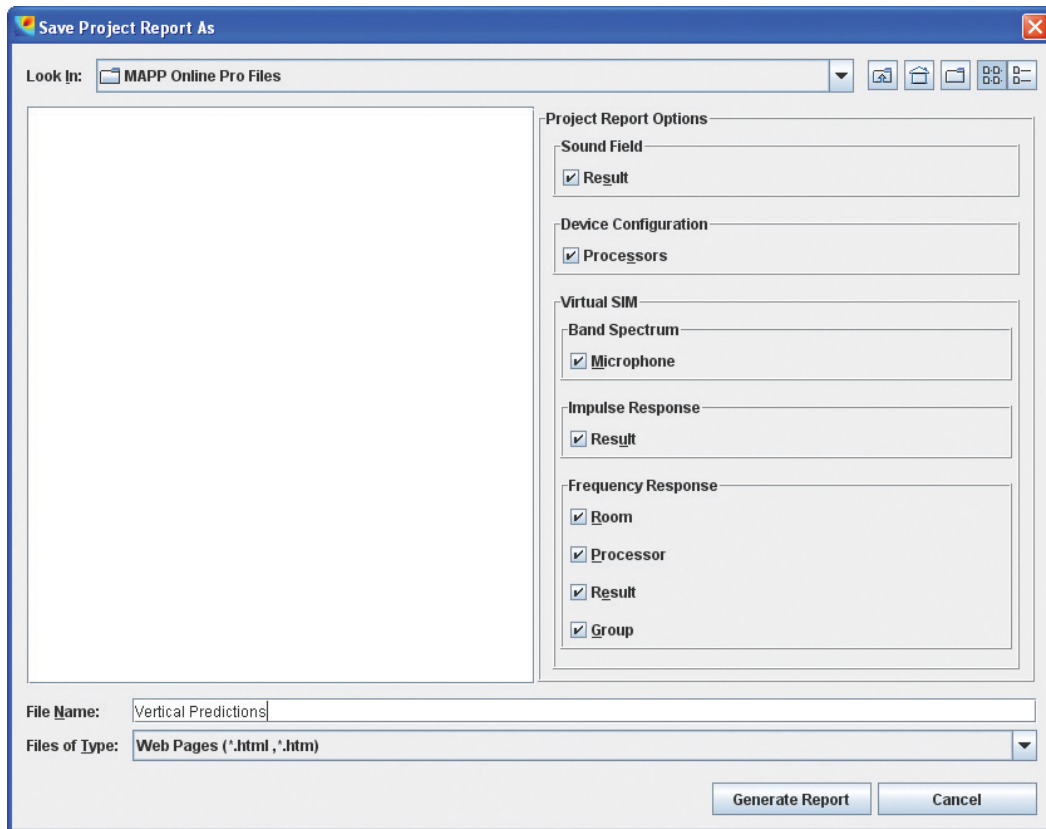 Save Project Report As
Look In: MAPP Online Pro Files
Project Report Options
Sound Field
Result
Device Configuration
Processors
Virtual SIM
Band Spectrum
Microphone
Impulse Response
Result
Frequency Response
Room
Processor
Result
Group
File Name: Vertical Predictions
Files of Type: Web Pages (*.html ,*.htm)
Generate Report Cancel